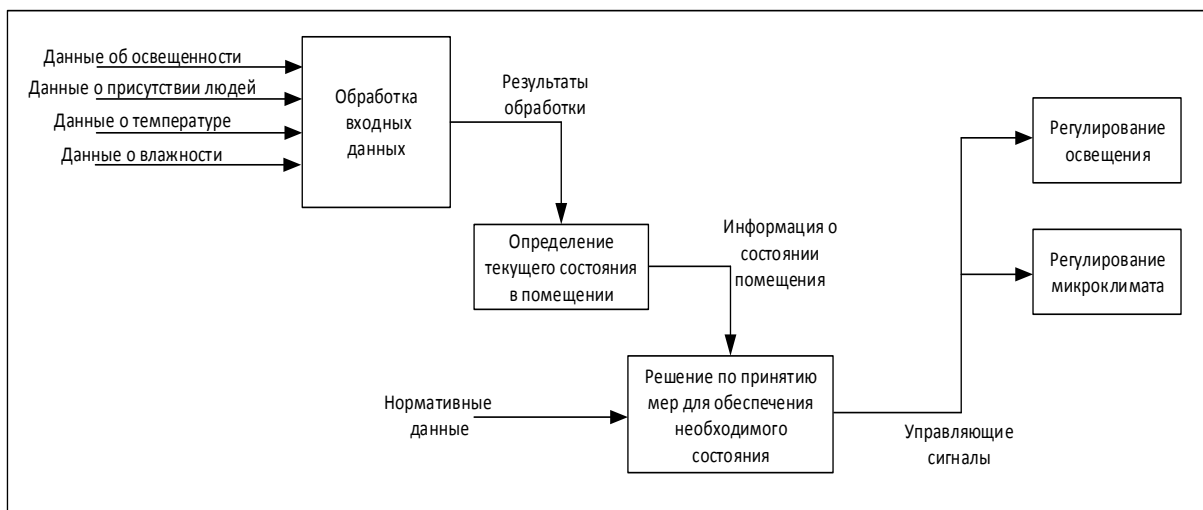 Данные об освещенности
Данные о присутствии людей
Данные о температуре
Данные о влажности
Обработка
входных
данных
Результаты
обработки
Определение
текущего состояния
в помещении
Информация о
состоянии
помещения
Нормативные
данные
Решение по принятию
мер для обеспечения
необходимого
состояния
Управляющие
сигналы
Регулирование
освещения
Регулирование
микроклимата